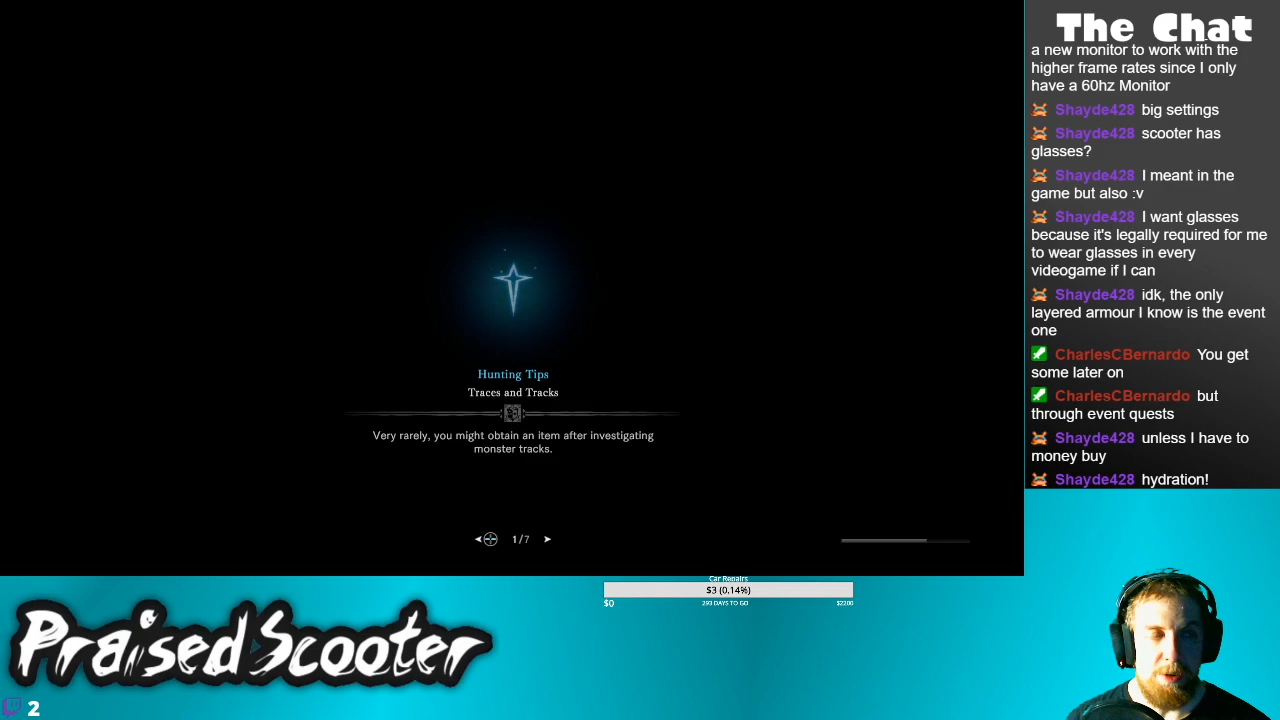 The Chat
a new monitor to work with the
higher frame rates since I only
have a 60hz Monitor
Shayde428 big settings
Shayde428 scooter has
glasses?
Shayde428 I meant in the
game but also :v
Shayde428 I want glasses
because it's legally required for me
to wear glasses in every
videogame if I can
Shayde428 idk, the only
layered armour I know is the event
one
CharlesCBernardo You get
some later on
CharlesCBernardo but
through event quests
Shayde428 unless I have to
money buy
Shayde428 hydration!
Hunting Tips
Traces and Tracks
Very rarely, you might obtain an item after investigating
monster tracks.
1/7
Car Repairs
$3 (0.14%)
$0 293 DAYS TO GO $2200
PraisedScooter
2